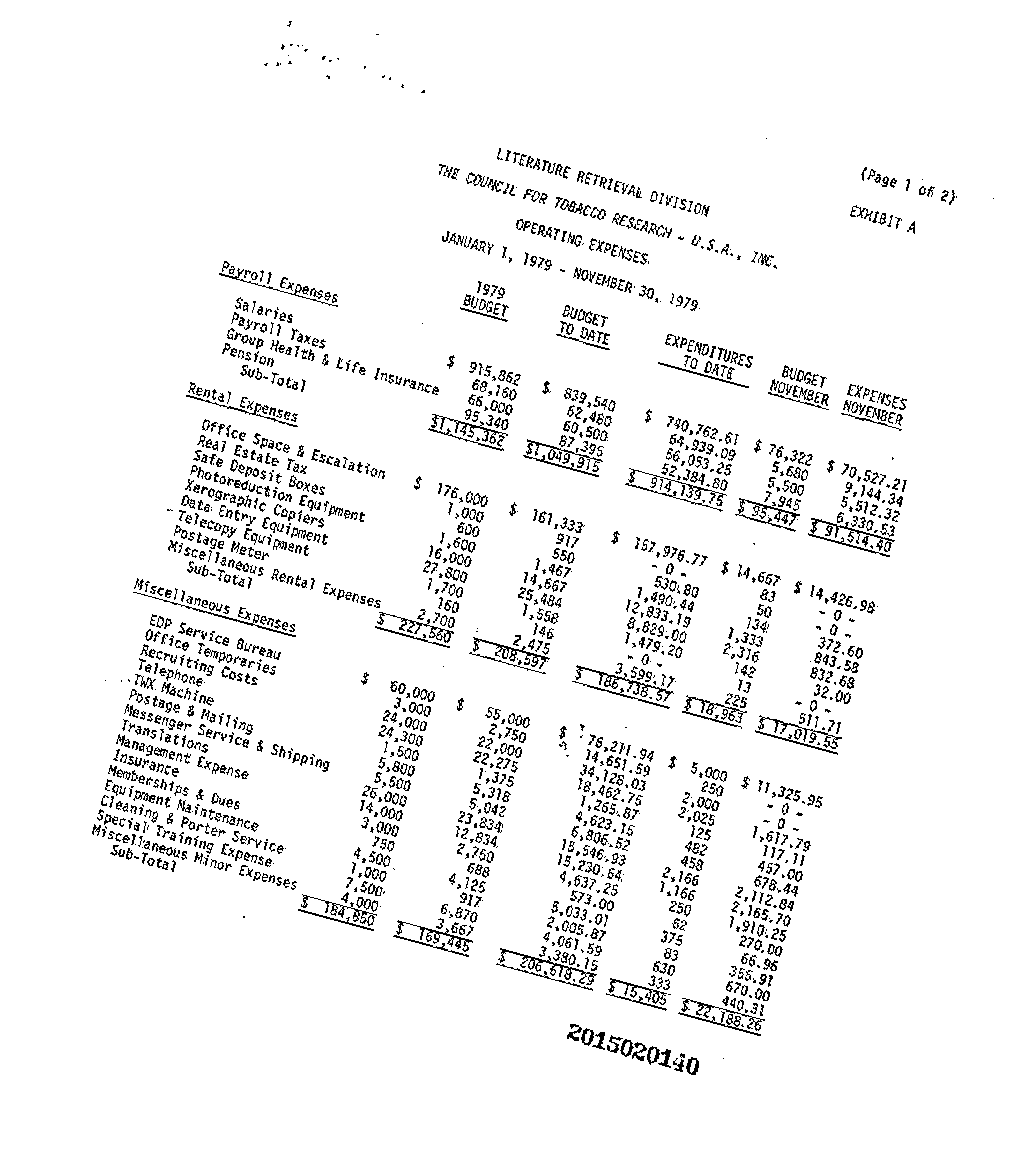 (Page 1 of 2)
LITERATURE RETRIEVAL DIVISION
EXHIBIT A
THE COUNCIL FOR TOBACCO RESEARCH - U.S.A., INC.
OPERATING EXPENSES
JANUARY 1, 1979 - NOVEMBER 30, 1979
1979 BUDGET BUDGET TO DATE EXPENDITURES TO DATE BUDGET NOVEMBER EXPENSES NOVEMBER
Payroll Expenses
Salaries $ 915,862 $ 839,540 $ 740,762.61 $ 76,322 $ 70,527.21
Payroll Taxes 68,160 62,480 64,939.09 5,680 9,144.34
Group Health & Life Insurance 66,000 60,500 56,053.25 5,500 5,512.32
Pension 95,340 87,395 52,384.80 7,945 6,330.53
Sub-Total $1,145,362 $1,049,915 $ 914,139.75 $ 95,447 $ 91,514.40
Rental Expenses
Office Space & Escalation $ 176,000 $ 161,333 $ 157,976.77 $ 14,667 $ 14,426.98
Real Estate Tax 1,000 917 - 0 - 83 - 0 -
Safe Deposit Boxes 600 550 530.80 50 - 0 -
Photoreduction Equipment 1,600 1,467 1,490.44 134 372.60
Xerographic Copiers 16,000 14,667 12,833.19 1,333 843.58
Data Entry Equipment 27,800 25,484 8,829.00 2,316 832.68
Telecopy Equipment 1,700 1,558 1,479.20 142 32.00
Postage Meter 160 146 - 0 - 13 - 0 -
Miscellaneous Rental Expenses 2,700 2,475 3,599.17 225 511.71
Sub-Total $ 227,560 $ 208,597 $ 186,738.57 $ 18,963 $ 17,019.55
Miscellaneous Expenses
EDP Service Bureau $ 60,000 $ 55,000 $ 76,211.94 $ 5,000 $ 11,325.95
Office Temporaries 3,000 2,750 14,651.59 250 - 0 -
Recruiting Costs 24,000 22,000 34,128.03 2,000 - 0 -
Telephone 24,300 22,275 18,462.75 2,025 1,617.79
TWX Machine 1,500 1,375 1,265.87 125 117.11
Postage & Mailing 5,800 5,318 4,623.15 482 457.00
Messenger Service & Shipping 5,500 5,042 6,806.52 458 678.44
Translations 26,000 23,834 15,546.93 2,166 2,112.84
Management Expense 14,000 12,834 15,230.64 1,166 2,165.70
Insurance 3,000 2,750 4,637.25 250 1,910.25
Memberships & Dues 750 688 573.00 62 270.00
Equipment Maintenance 4,500 4,125 5,033.01 375 66.96
Cleaning & Porter Service 1,000 917 2,005.87 83 355.91
Special Training Expense 7,500 6,870 4,061.59 630 670.00
Miscellaneous Minor Expenses 4,000 3,667 3,380.15 333 440.31
Sub-Total $ 184,850 $ 169,445 $ 206,618.29 $ 15,405 $ 22,188.26
2015020140